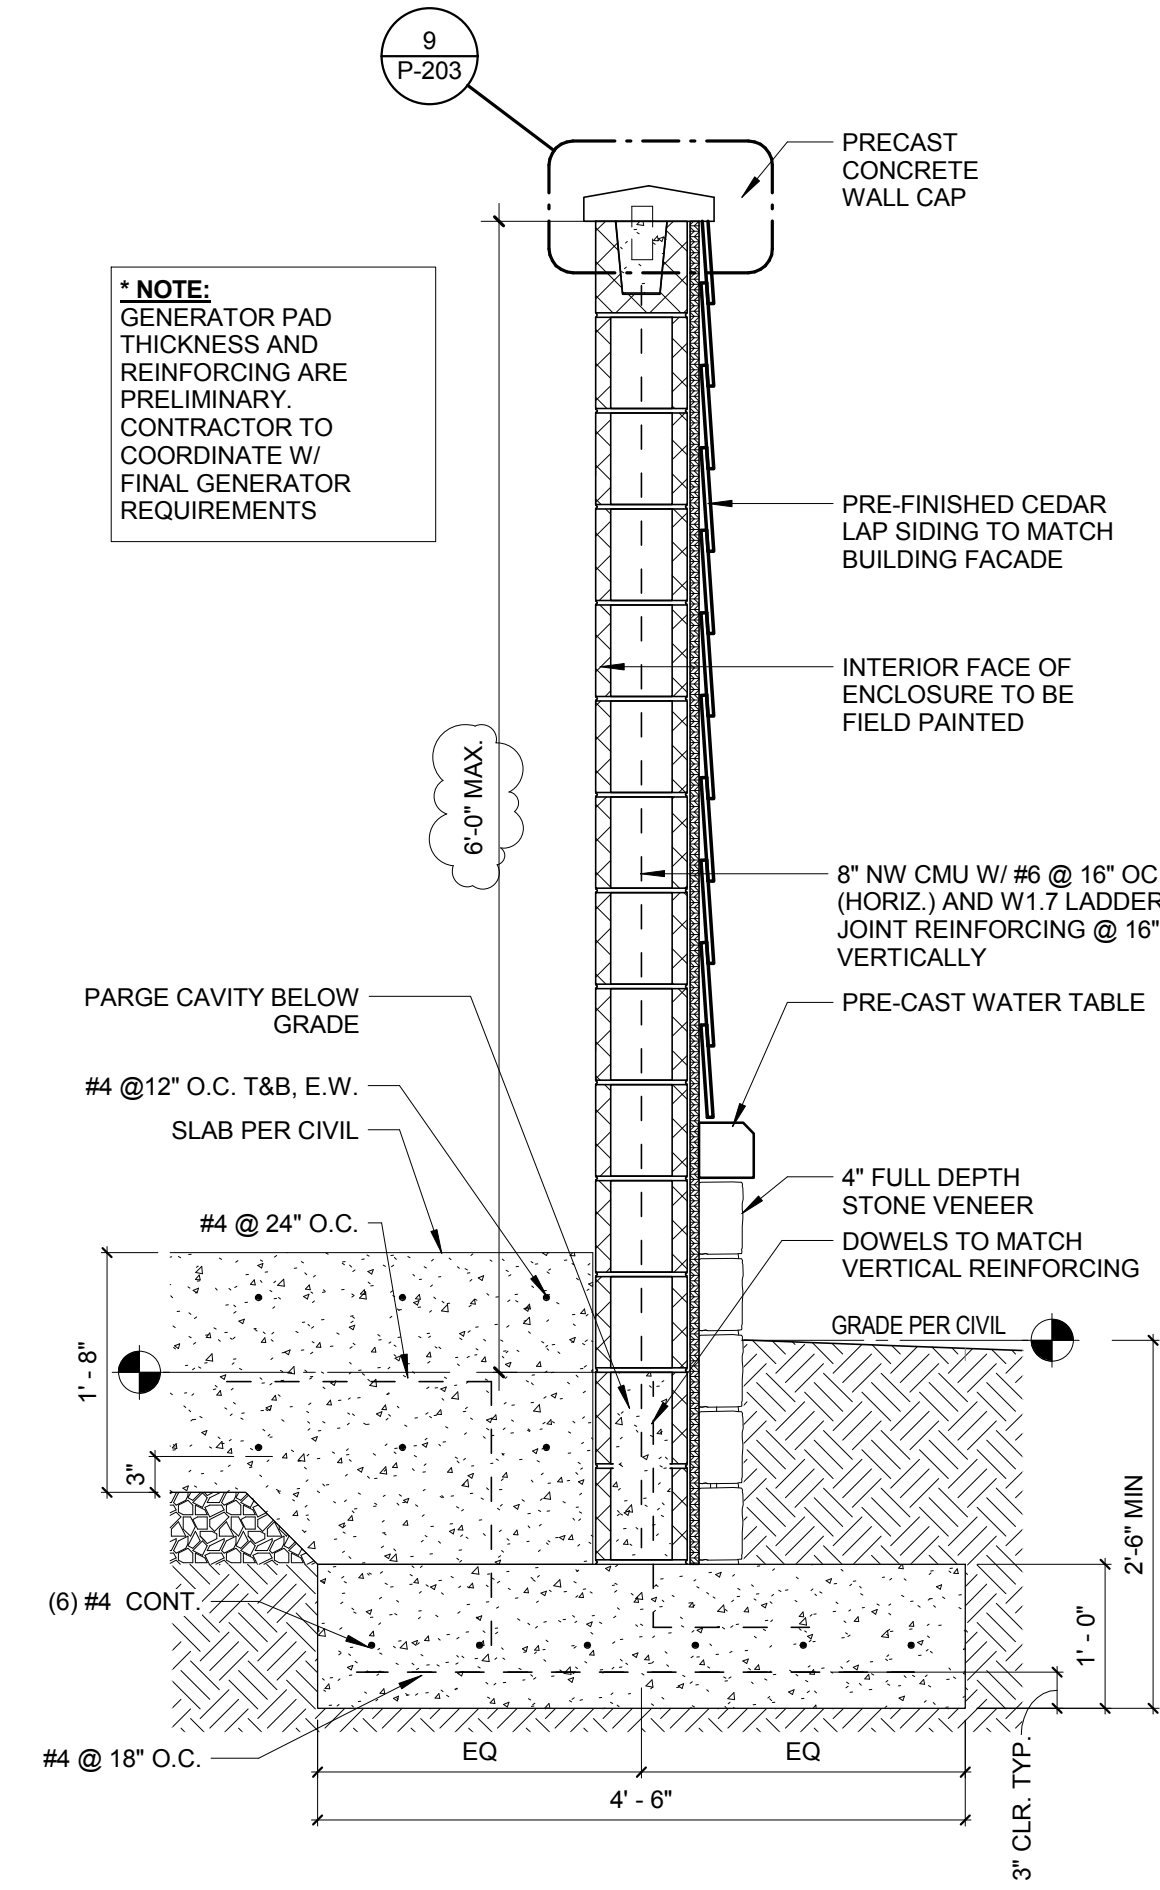 9
P-203
PRECAST
CONCRETE
WALL CAP
* NOTE:
GENERATOR PAD
THICKNESS AND
REINFORCING ARE
PRELIMINARY.
CONTRACTOR TO
COORDINATE W/
FINAL GENERATOR
REQUIREMENTS
PRE-FINISHED CEDAR
LAP SIDING TO MATCH
BUILDING FACADE
INTERIOR FACE OF
ENCLOSURE TO BE
FIELD PAINTED
6'-0" MAX.
8" NW CMU W/ #6 @ 16" OC
(HORIZ.) AND W1.7 LADDER
JOINT REINFORCING @ 16"
VERTICALLY
PARGE CAVITY BELOW
GRADE
PRE-CAST WATER TABLE
#4 @12" O.C. T&B, E.W.
SLAB PER CIVIL
4" FULL DEPTH
STONE VENEER
#4 @ 24" O.C.
DOWELS TO MATCH
VERTICAL REINFORCING
GRADE PER CIVIL
1' - 8"
3"
2'-6" MIN
(6) #4 CONT.
1' - 0"
#4 @ 18" O.C.
EQ
EQ
4' - 6"
3" CLR. TYP.